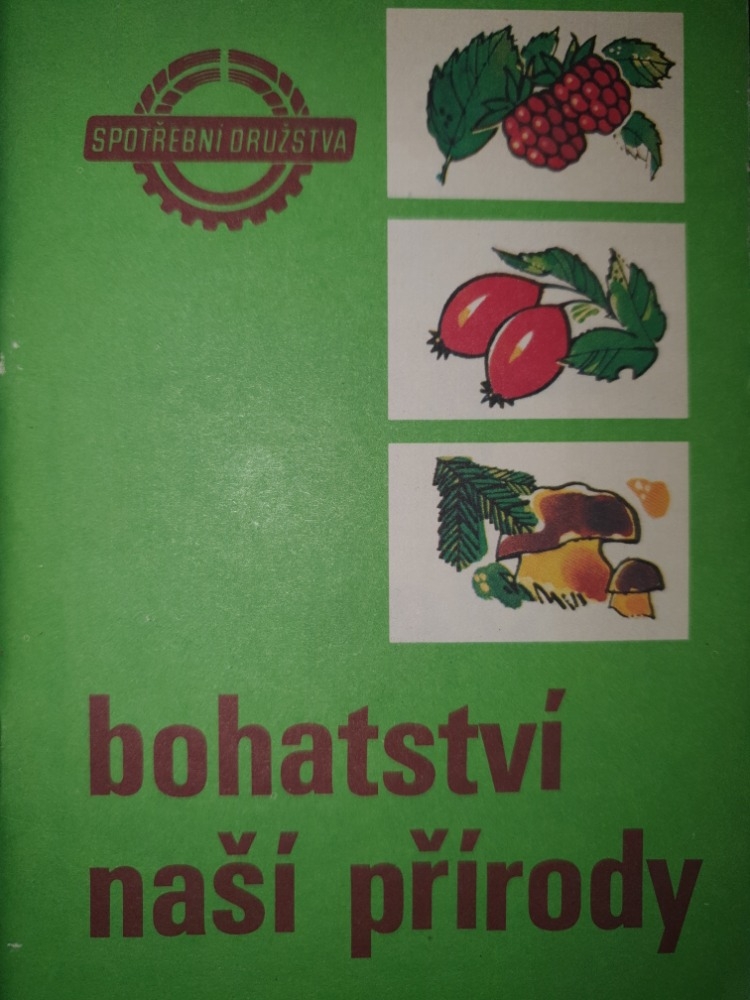 SPOTŘEBNÍ DRUŽSTVA
bohatství
naší přírody